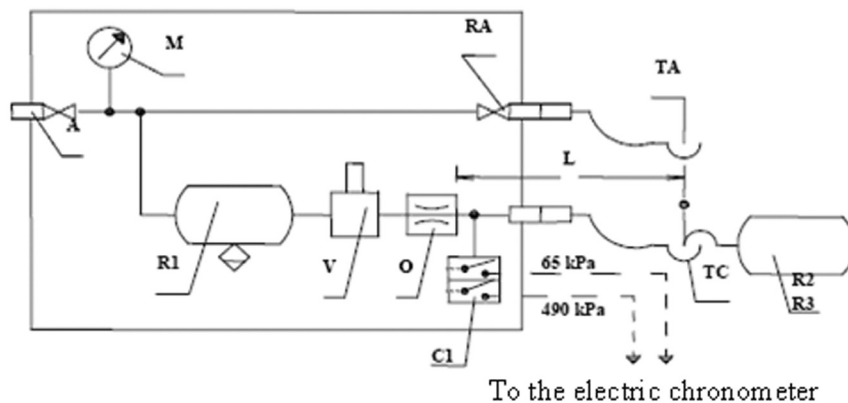 M
RA
TA
A
L
R1
V
O
65 kPa
TC
R2
R3
490 kPa
C1
To the electric chronometer